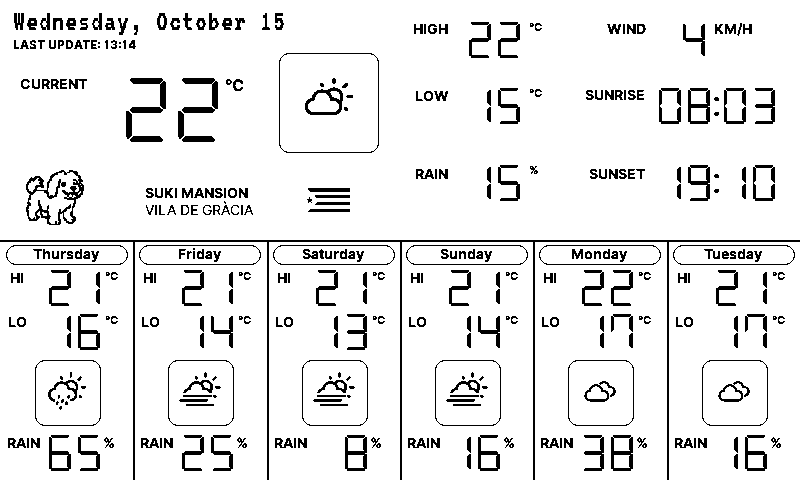 Wednesday, October 15
LAST UPDATE: 13:14
CURRENT 22 °C
HIGH 22 °C
WIND 4 KM/H
LOW 15 °C
SUNRISE 08:03
RAIN 15 %
SUNSET 19:10
SUKI MANSION
VILA DE GRÀCIA
Thursday
HI 21 °C
LO 16 °C
RAIN 65 %
Friday
HI 21 °C
LO 14 °C
RAIN 25 %
Saturday
HI 21 °C
LO 13 °C
RAIN 8 %
Sunday
HI 21 °C
LO 14 °C
RAIN 16 %
Monday
HI 22 °C
LO 17 °C
RAIN 38 %
Tuesday
HI 21 °C
LO 17 °C
RAIN 16 %